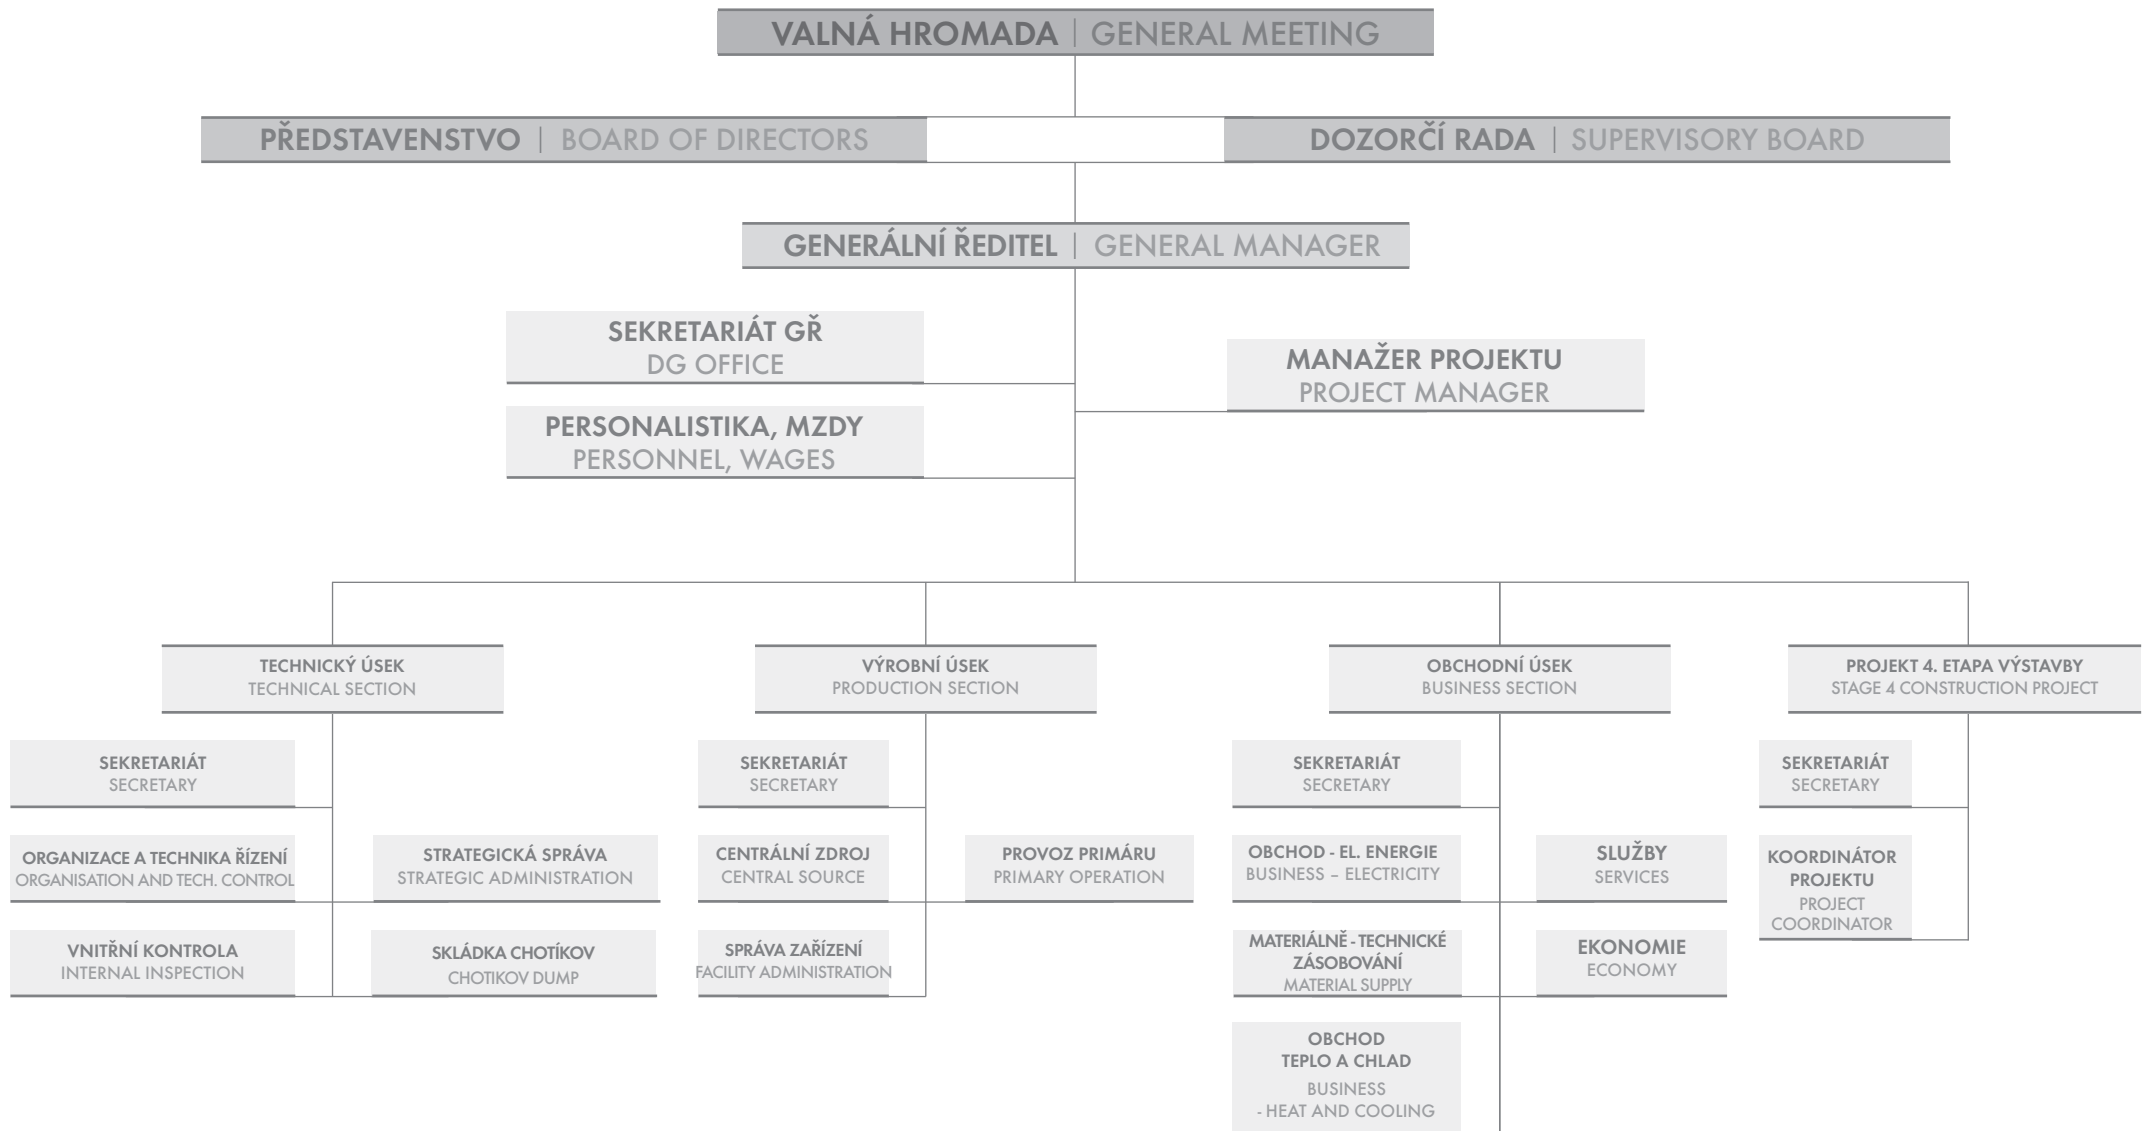 VALNÁ HROMADA | GENERAL MEETING
PŘEDSTAVENSTVO | BOARD OF DIRECTORS
DOZORČÍ RADA | SUPERVISORY BOARD
GENERÁLNÍ ŘEDITEL | GENERAL MANAGER
SEKRETARIÁT GŘ
DG OFFICE
MANAŽER PROJEKTU
PROJECT MANAGER
PERSONALISTIKA, MZDY
PERSONNEL, WAGES
TECHNICKÝ ÚSEK
TECHNICAL SECTION
VÝROBNÍ ÚSEK
PRODUCTION SECTION
OBCHODNÍ ÚSEK
BUSINESS SECTION
PROJEKT 4. ETAPA VÝSTAVBY
STAGE 4 CONSTRUCTION PROJECT
SEKRETARIÁT
SECRETARY
ORGANIZACE A TECHNIKA ŘÍZENÍ
ORGANISATION AND TECH. CONTROL
STRATEGICKÁ SPRÁVA
STRATEGIC ADMINISTRATION
VNITŘNÍ KONTROLA
INTERNAL INSPECTION
SKLÁDKA CHOTÍKOV
CHOTIKOV DUMP
SEKRETARIÁT
SECRETARY
CENTRÁLNÍ ZDROJ
CENTRAL SOURCE
PROVOZ PRIMÁRU
PRIMARY OPERATION
SPRÁVA ZAŘÍZENÍ
FACILITY ADMINISTRATION
SEKRETARIÁT
SECRETARY
OBCHOD - EL. ENERGIE
BUSINESS – ELECTRICITY
SLUŽBY
SERVICES
MATERIÁLNĚ - TECHNICKÉ
ZÁSOBOVÁNÍ
MATERIAL SUPPLY
EKONOMIE
ECONOMY
OBCHOD
TEPLO A CHLAD
BUSINESS
- HEAT AND COOLING
SEKRETARIÁT
SECRETARY
KOORDINÁTOR
PROJEKTU
PROJECT
COORDINATOR